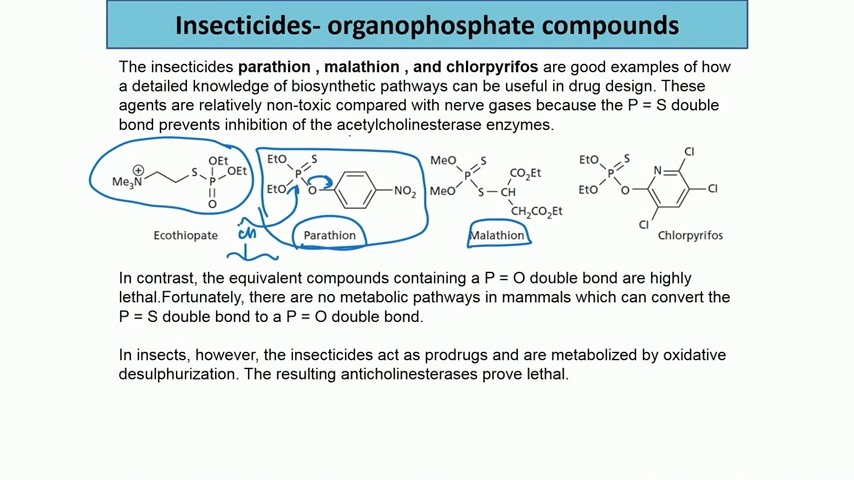 Insecticides- organophosphate compounds
The insecticides parathion , malathion , and chlorpyrifos are good examples of how
a detailed knowledge of biosynthetic pathways can be useful in drug design. These
agents are relatively non-toxic compared with nerve gases because the P = S double
bond prevents inhibition of the acetylcholinesterase enzymes.
OEt
Me3N
S
P
OEt
O
EtO
S
P
EtO
O
NO2
MeO
S
P
CO2Et
MeO
S
CH
CH2CO2Et
EtO
S
P
EtO
O
N
Cl
Cl
Cl
Ecothiopate
Parathion
Malathion
Chlorpyrifos
In contrast, the equivalent compounds containing a P = O double bond are highly
lethal.Fortunately, there are no metabolic pathways in mammals which can convert the
P = S double bond to a P = O double bond.
In insects, however, the insecticides act as prodrugs and are metabolized by oxidative
desulphurization. The resulting anticholinesterases prove lethal.